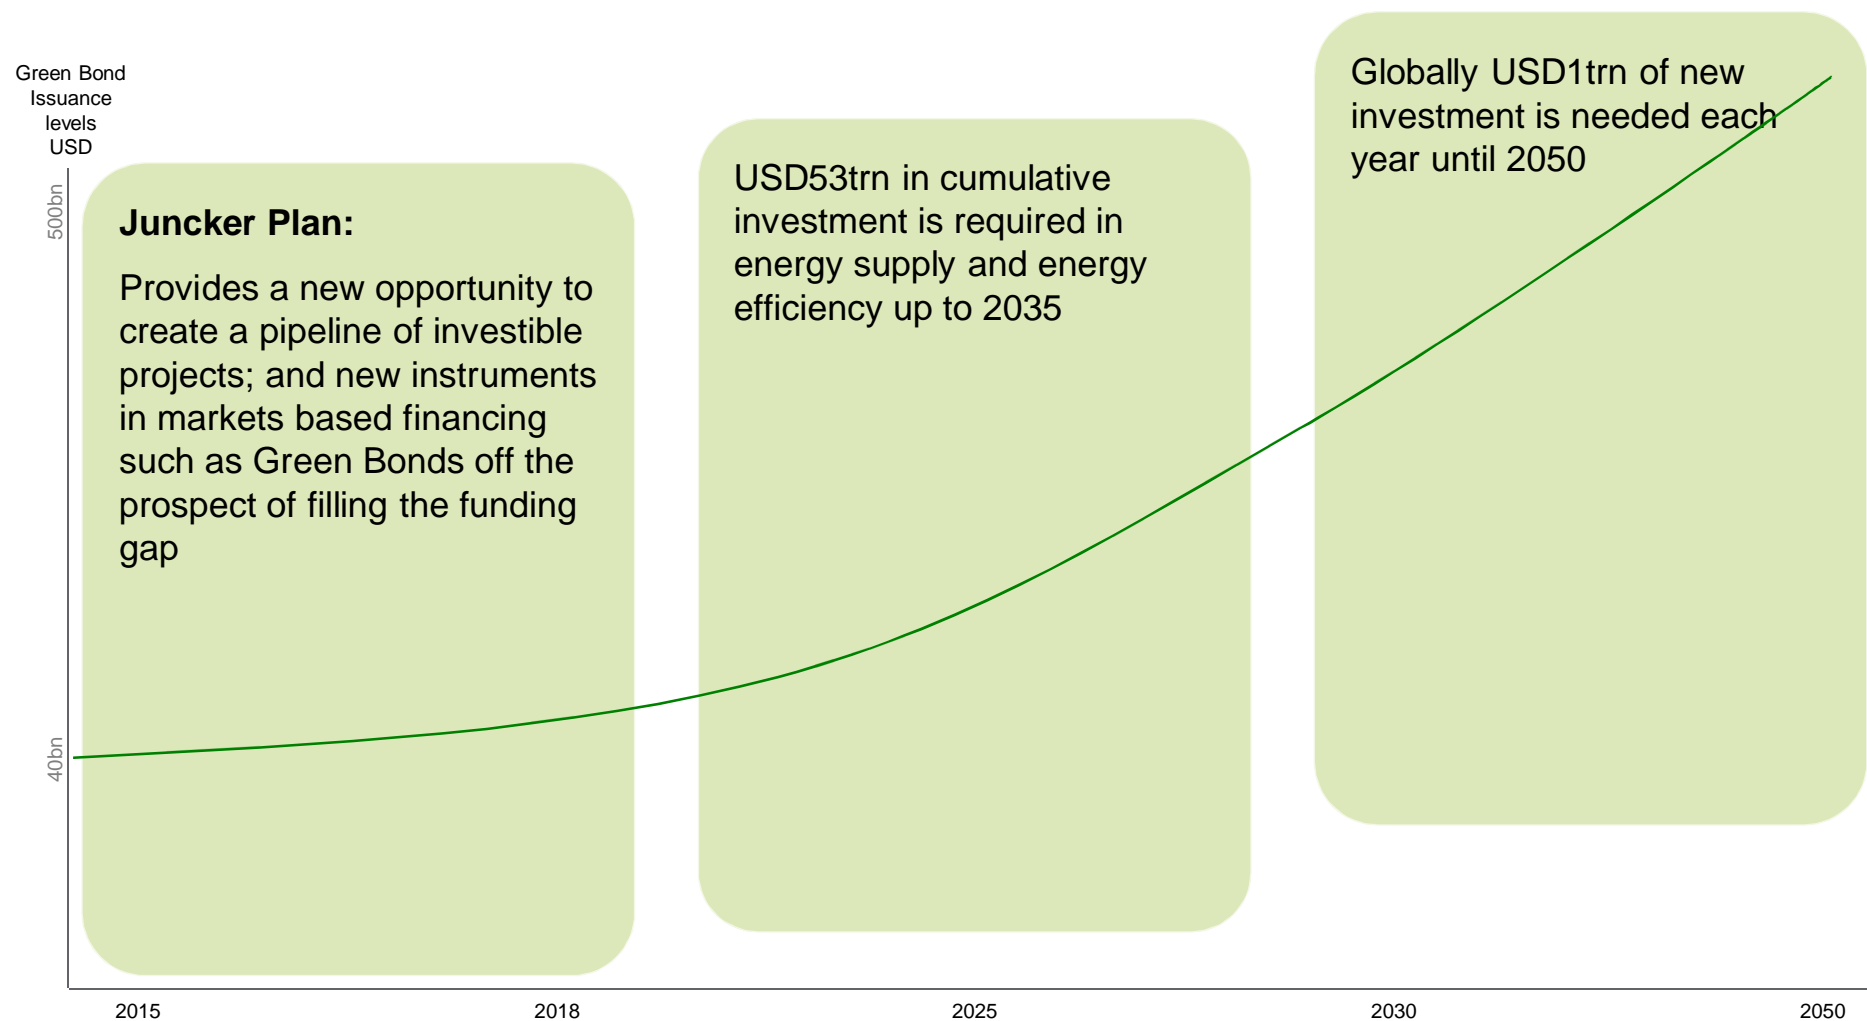 Green Bond
Issuance
levels
USD
500bn
40bn
Juncker Plan:
Provides a new opportunity to
create a pipeline of investible
projects; and new instruments
in markets based financing
such as Green Bonds off the
prospect of filling the funding
gap
USD53trn in cumulative
investment is required in
energy supply and energy
efficiency up to 2035
Globally USD1trn of new
investment is needed each
year until 2050
2015
2018
2025
2030
2050